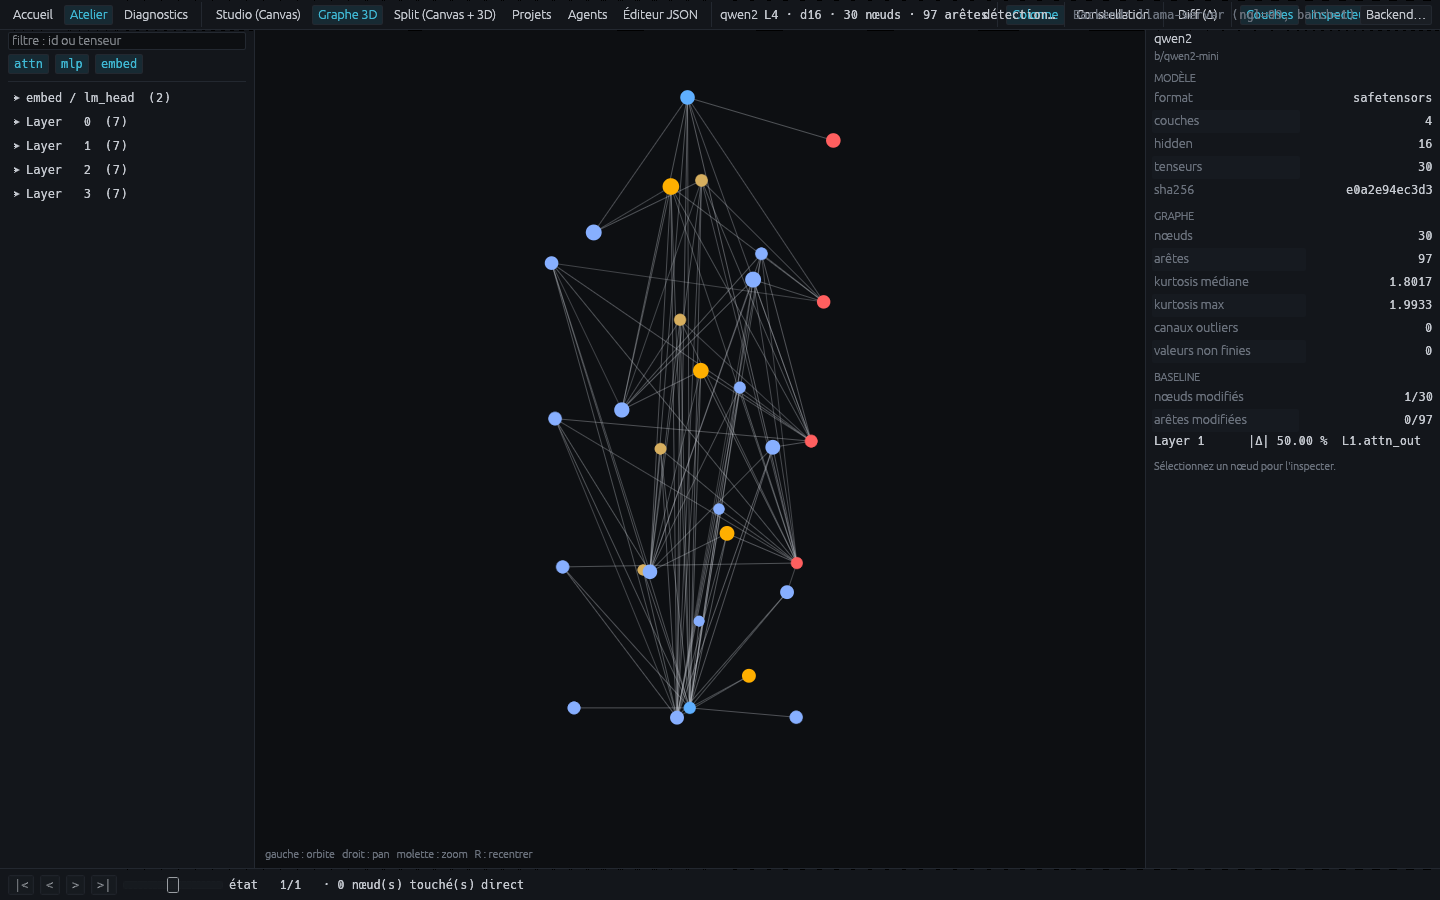 Accueil Atelier Diagnostics Studio (Canvas) Graphe 3D Split (Canvas + 3D) Projets Agents Éditeur JSON qwen2 L4 · d16 · 30 nœuds · 97 arêtes détection… Constellation Diff (Δ) Backend…
filtre : id ou tenseur
attn mlp embed
▸ embed / lm_head (2)
▸ Layer 0 (7)
▸ Layer 1 (7)
▸ Layer 2 (7)
▸ Layer 3 (7)
qwen2
b/qwen2-mini
MODÈLE
format safetensors
couches 4
hidden 16
tenseurs 30
sha256 e0a2e94ec3d3
GRAPHE
nœuds 30
arêtes 97
kurtosis médiane 1.8017
kurtosis max 1.9933
canaux outliers 0
valeurs non finies 0
BASELINE
nœuds modifiés 1/30
arêtes modifiées 0/97
Layer 1 |Δ| 50.00 % L1.attn_out
Sélectionnez un nœud pour l'inspecter.
gauche : orbite droit : pan molette : zoom R : recentrer
|< < > >| état 1/1 · 0 nœud(s) touché(s) direct